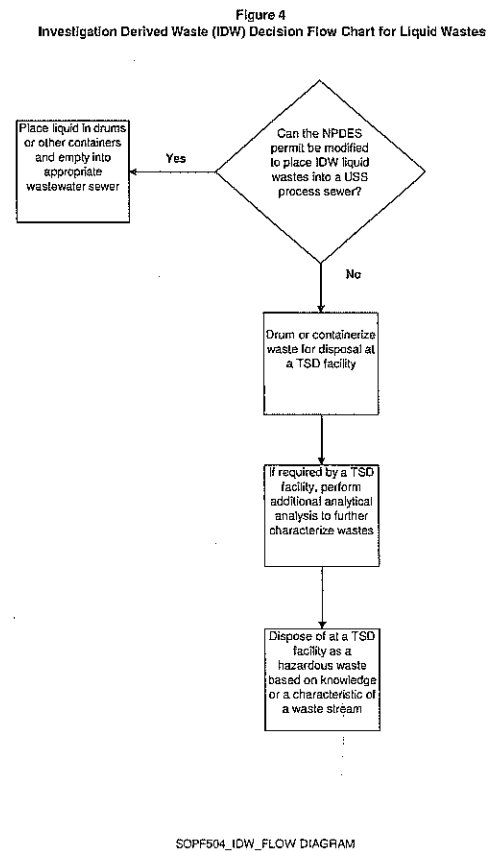 Figure 4
Investigation Derived Waste (IDW) Decision Flow Chart for Liquid Wastes
Can the NPDES
permit be modified
to place IDW liquid
wastes into a USS
process sewer?
Yes
Place liquid in drums
or other containers
and empty into
appropriate
wastewater sewer
No
Drum or containerize
waste for disposal at
a TSD facility
If required by a TSD
facility, perform
additional analytical
analysis to further
characterize wastes
Dispose of at a TSD
facility as a
hazardous waste
based on knowledge
or a characteristic of
a waste stream
SOPF504_IDW_FLOW DIAGRAM